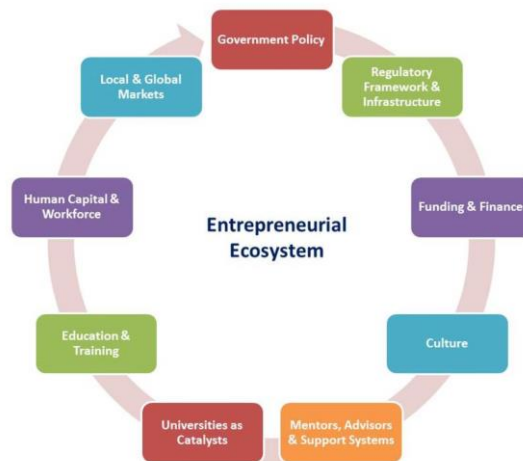 Government Policy
Regulatory
Framework &
Infrastructure
Funding & Finance
Culture
Mentors, Advisors
& Support Systems
Universities as
Catalysts
Education &
Training
Human Capital &
Workforce
Local & Global
Markets
Entrepreneurial
Ecosystem